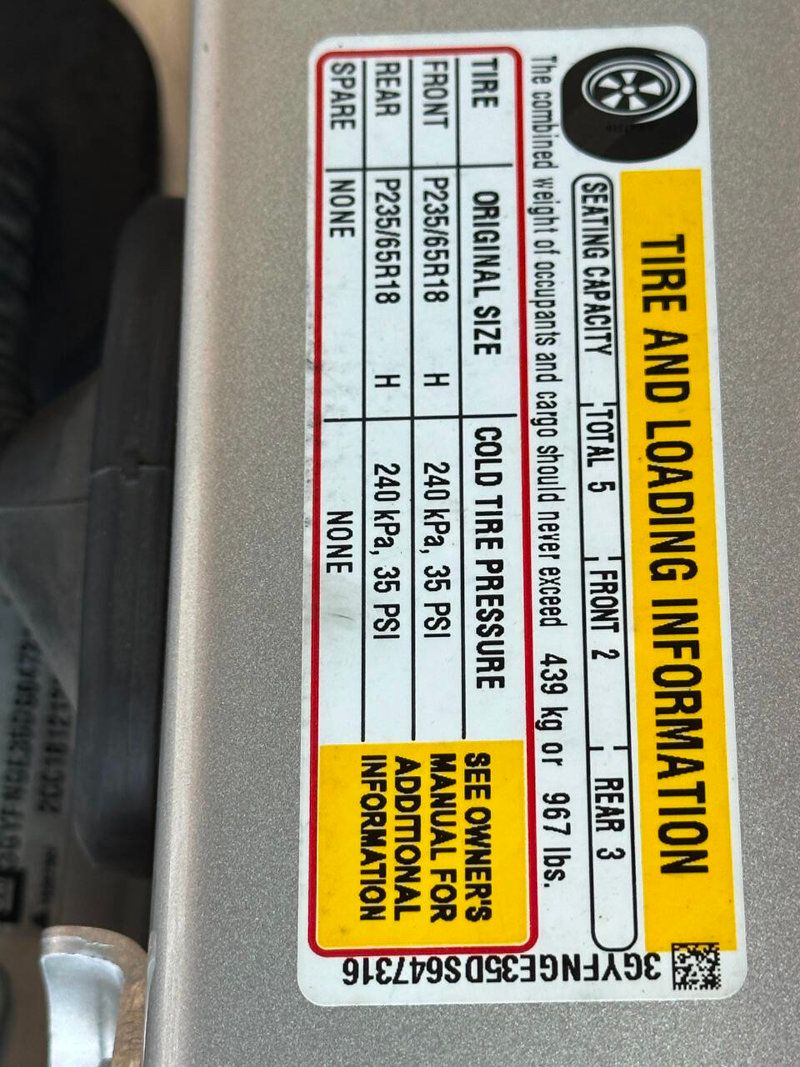 TIRE AND LOADING INFORMATION
SEATING CAPACITY TOTAL 5 FRONT 2 REAR 3
The combined weight of occupants and cargo should never exceed 439 kg or 967 lbs.
TIRE ORIGINAL SIZE COLD TIRE PRESSURE
FRONT P235/65R18 H 240 kPa, 35 PSI
REAR P235/65R18 H 240 kPa, 35 PSI
SPARE NONE NONE
SEE OWNER'S
MANUAL FOR
ADDITIONAL
INFORMATION
3GYFNGE35DS647316